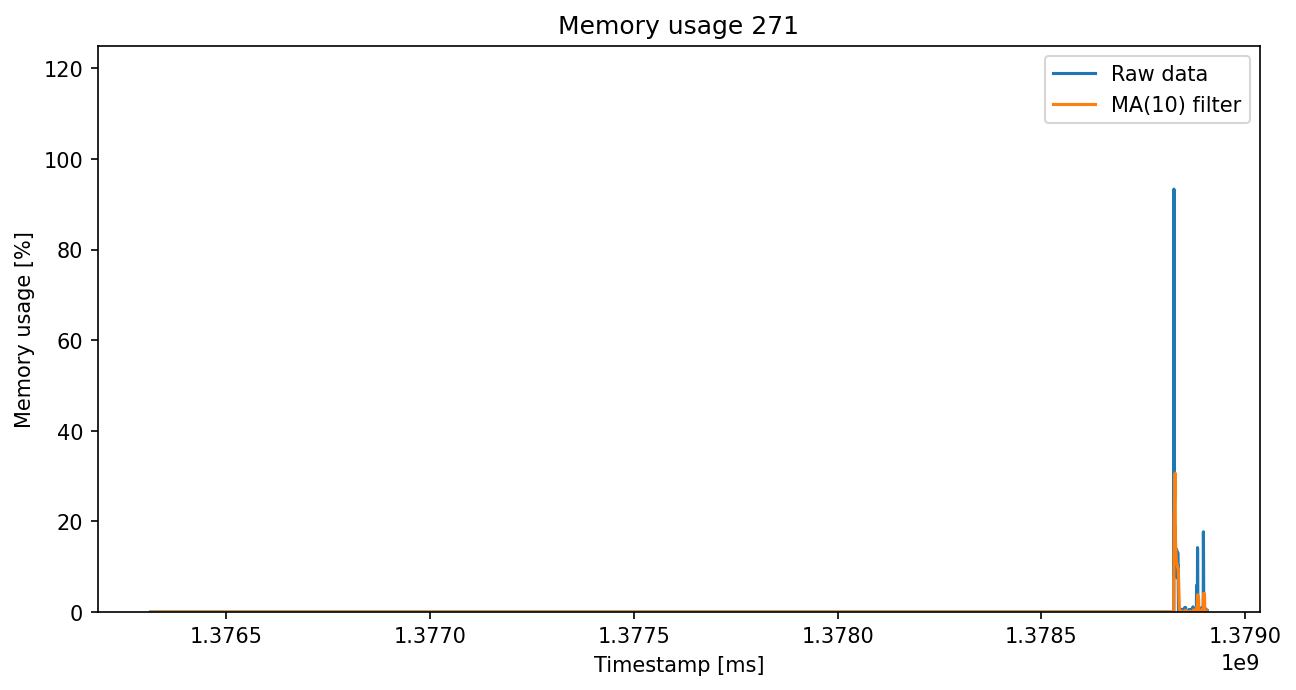 Memory usage 271
Raw data
MA(10) filter
Memory usage [%]
120
100
80
60
40
20
0
1.3765 1.3770 1.3775 1.3780 1.3785 1.3790
1e9
Timestamp [ms]